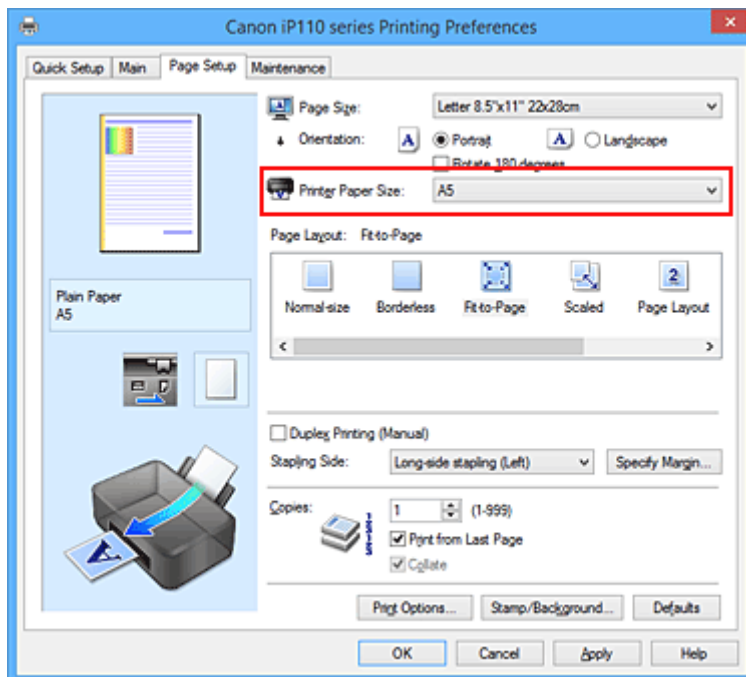 Canon iP110 series Printing Preferences
Quick Setup Main Page Setup Maintenance
Page Size: Letter 8.5"x11" 22x28cm
Orientation: A Portrait A Landscape
Rotate 180 degrees
Printer Paper Size: A5
Page Layout: Fit-to-Page
Normal-size Borderless Fit-to-Page Scaled 2 Page Layout
Plain Paper
A5
Duplex Printing (Manual)
Stapling Side: Long-side stapling (Left) Specify Margin...
Copies: 1 (1-999)
Print from Last Page
Collate
Print Options... Stamp/Background... Defaults
OK Cancel Apply Help